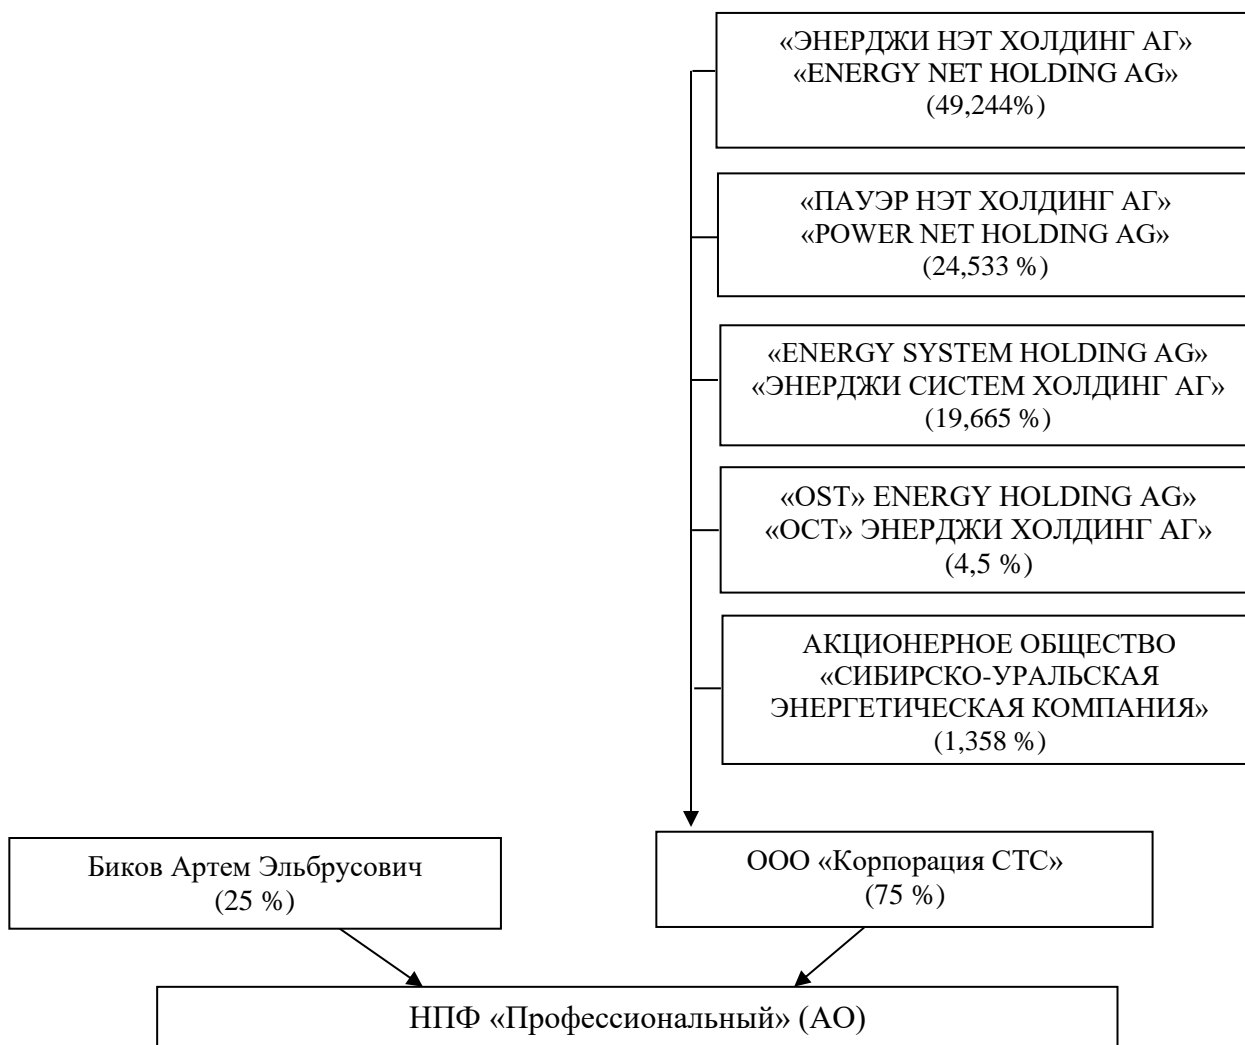 «ЭНЕРДЖИ НЭТ ХОЛДИНГ АГ»
«ENERGY NET HOLDING AG»
(49,244%)
«ПАУЭР НЭТ ХОЛДИНГ АГ»
«POWER NET HOLDING AG»
(24,533 %)
«ENERGY SYSTEM HOLDING AG»
«ЭНЕРДЖИ СИСТЕМ ХОЛДИНГ АГ»
(19,665 %)
«OST» ENERGY HOLDING AG»
«ОСТ» ЭНЕРДЖИ ХОЛДИНГ АГ»
(4,5 %)
АКЦИОНЕРНОЕ ОБЩЕСТВО
«СИБИРСКО-УРАЛЬСКАЯ
ЭНЕРГЕТИЧЕСКАЯ КОМПАНИЯ»
(1,358 %)
Биков Артем Эльбрусович
(25 %)
ООО «Корпорация СТС»
(75 %)
НПФ «Профессиональный» (АО)